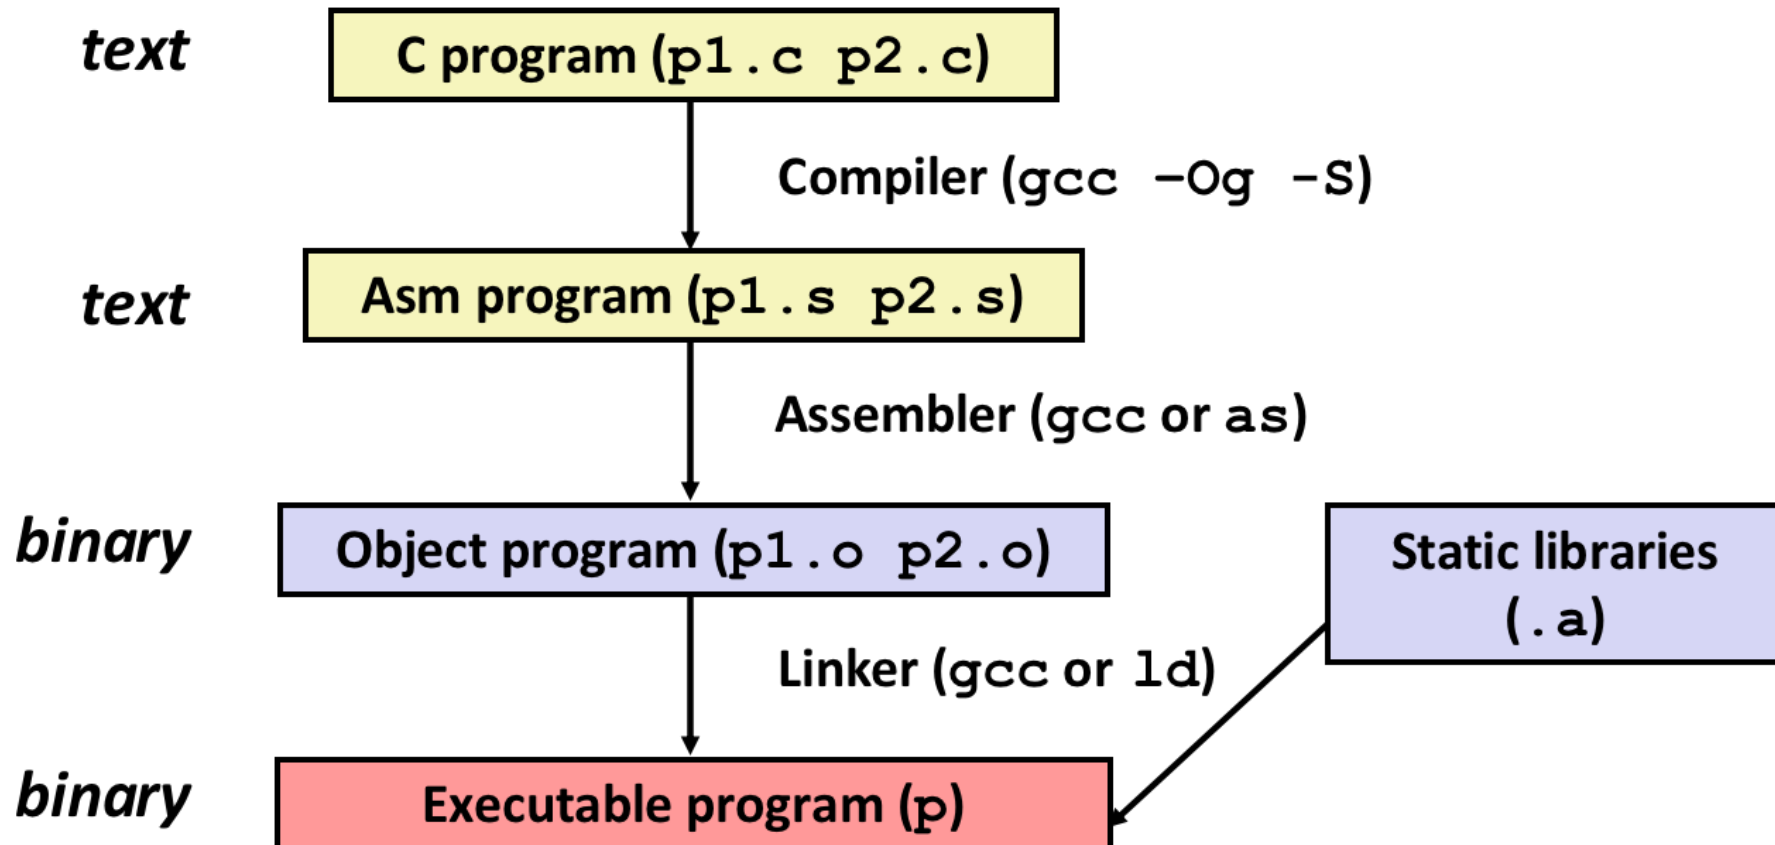 text
C program (p1.c p2.c)
Compiler (gcc –Og -S)
text
Asm program (p1.s p2.s)
Assembler (gcc or as)
binary
Object program (p1.o p2.o)
Static libraries
(.a)
Linker (gcc or ld)
binary
Executable program (p)